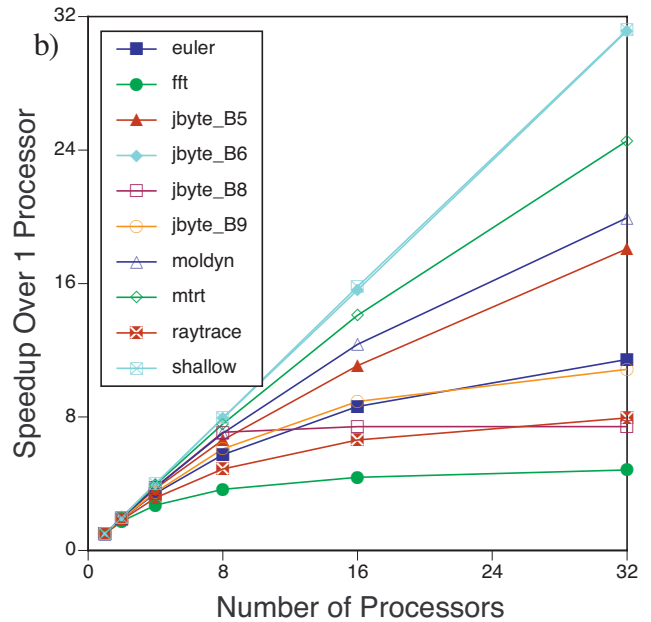 b)
32
24
16
8
0
Speedup Over 1 Processor
euler
fft
jbyte_B5
jbyte_B6
jbyte_B8
jbyte_B9
moldyn
mtrt
raytrace
shallow
0 8 16 24 32
Number of Processors